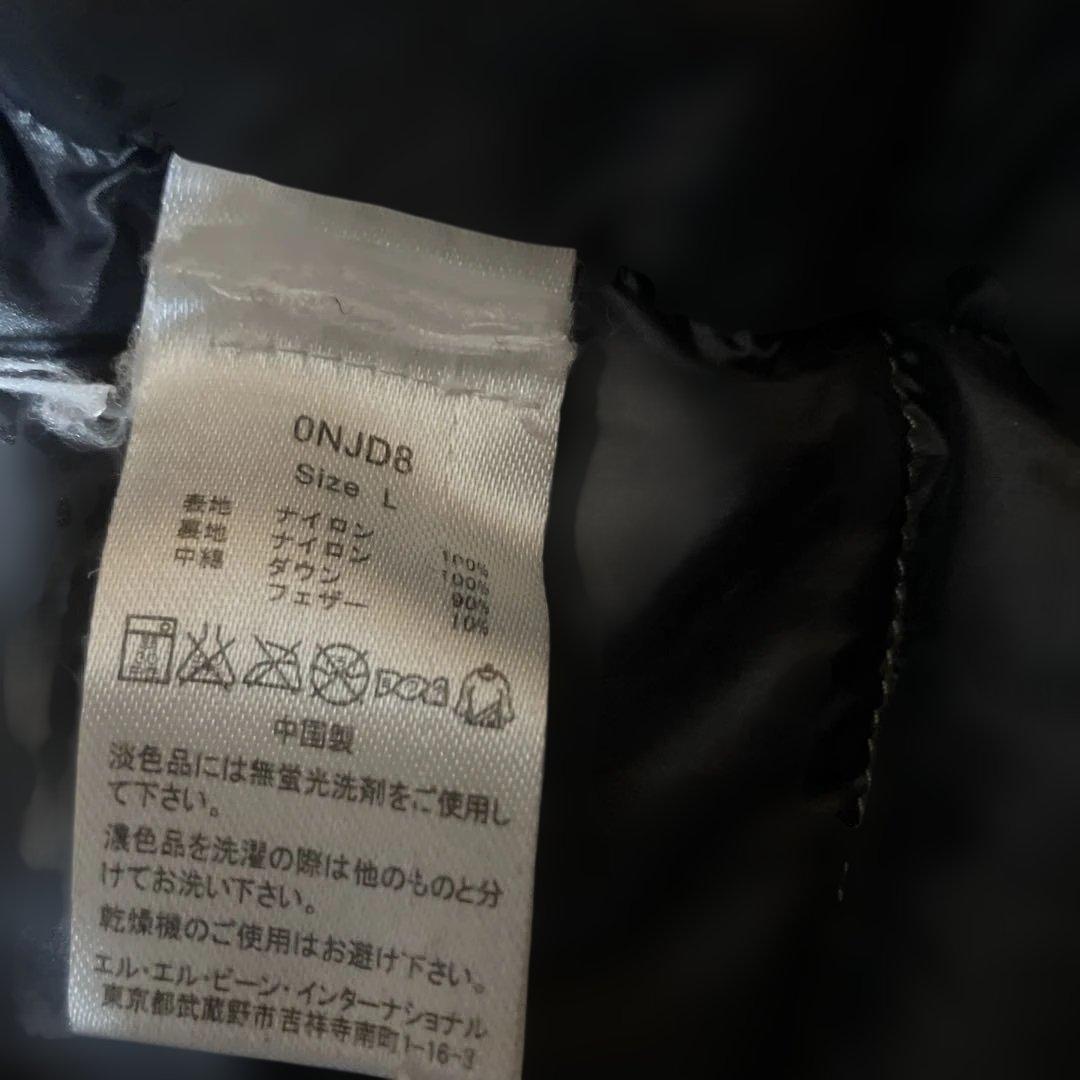 0NJD8
Size L
表地 ナイロン 100%
裏地 ナイロン 100%
中綿 ダウン 90%
フェザー 10%
中国製
淡色品には無蛍光洗剤をご使用し
て下さい。
濃色品を洗濯の際は他のものと分
けてお洗い下さい。
乾燥機のご使用はお避け下さい。
エル・エル・ビーン・インターナショナル
東京都武蔵野市吉祥寺南町1-16-3